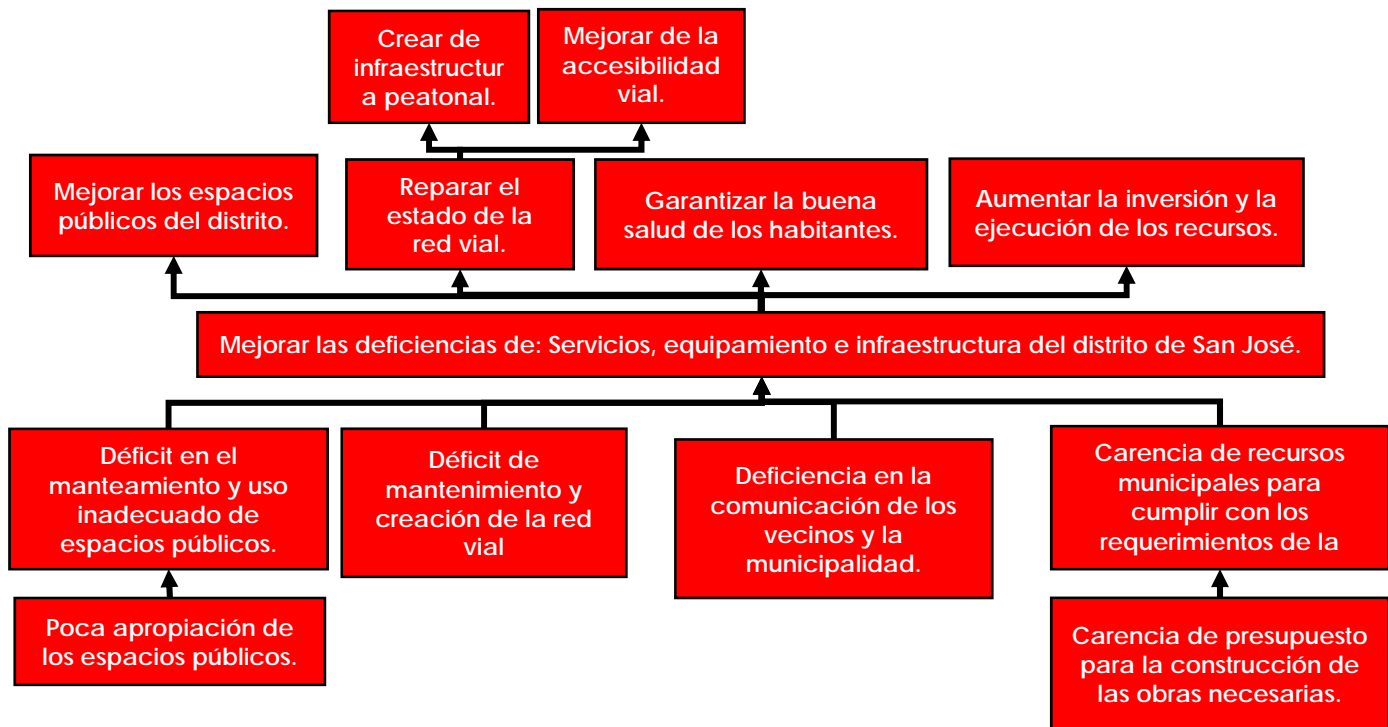 Crear de
infraestructur
a peatonal.
Mejorar de la
accesibilidad
vial.
Mejorar los espacios
públicos del distrito.
Reparar el
estado de la
red vial.
Garantizar la buena
salud de los habitantes.
Aumentar la inversión y la
ejecución de los recursos.
Mejorar las deficiencias de: Servicios, equipamiento e infraestructura del distrito de San José.
Déficit en el
manteamiento y uso
inadecuado de
espacios públicos.
Déficit de
mantenimiento y
creación de la red
vial
Deficiencia en la
comunicación de los
vecinos y la
municipalidad.
Carencia de recursos
municipales para
cumplir con los
requerimientos de la
Poca apropiación de
los espacios públicos.
Carencia de presupuesto
para la construcción de
las obras necesarias.